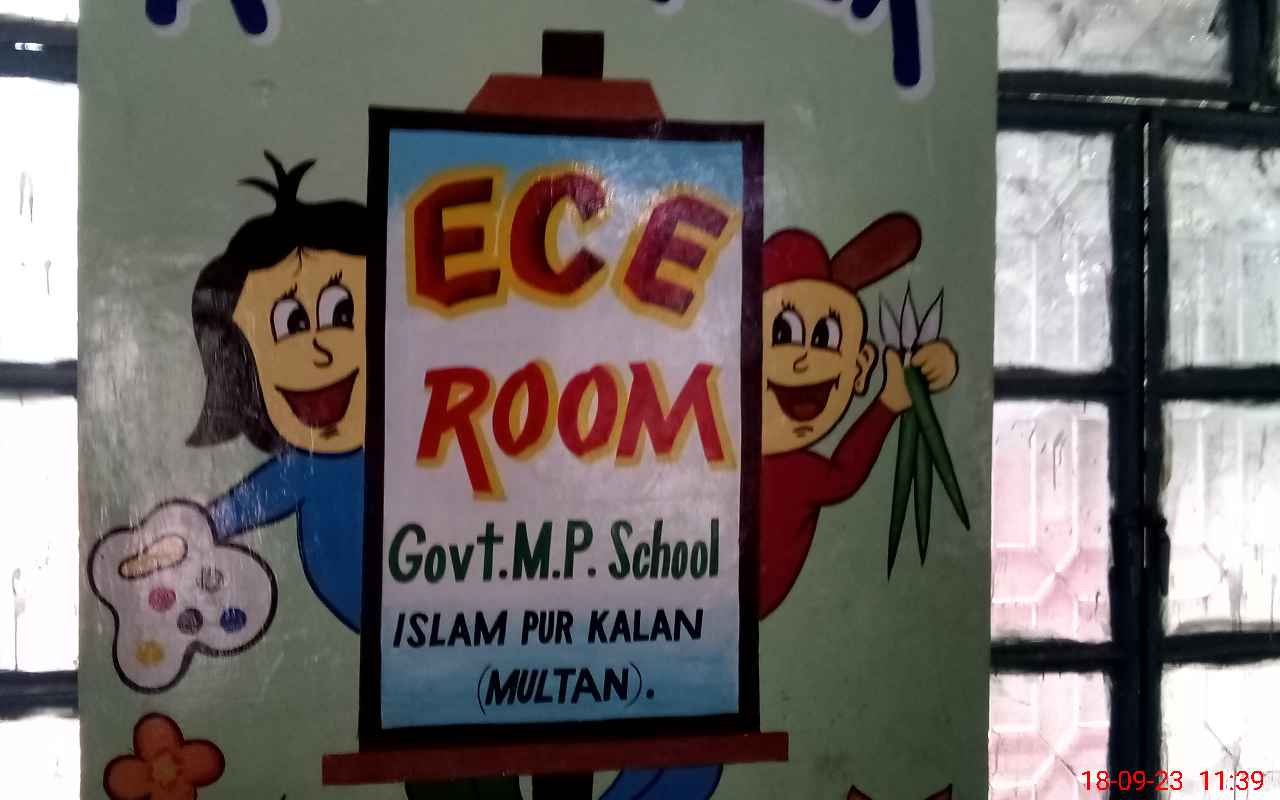 ECE
ROOM
Govt.M.P. School
ISLAM PUR KALAN
(MULTAN).
18-09-23 11:39